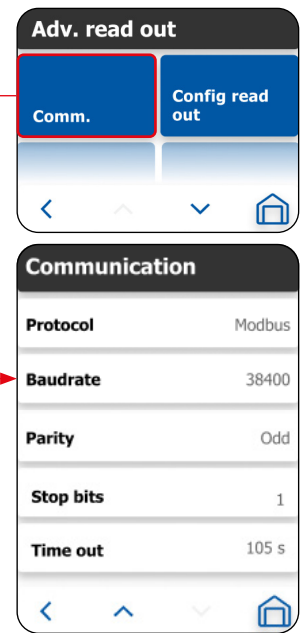 Adv. read out
Comm.
Config read
out
Communication
Protocol Modbus
Baudrate 38400
Parity Odd
Stop bits 1
Time out 105 s